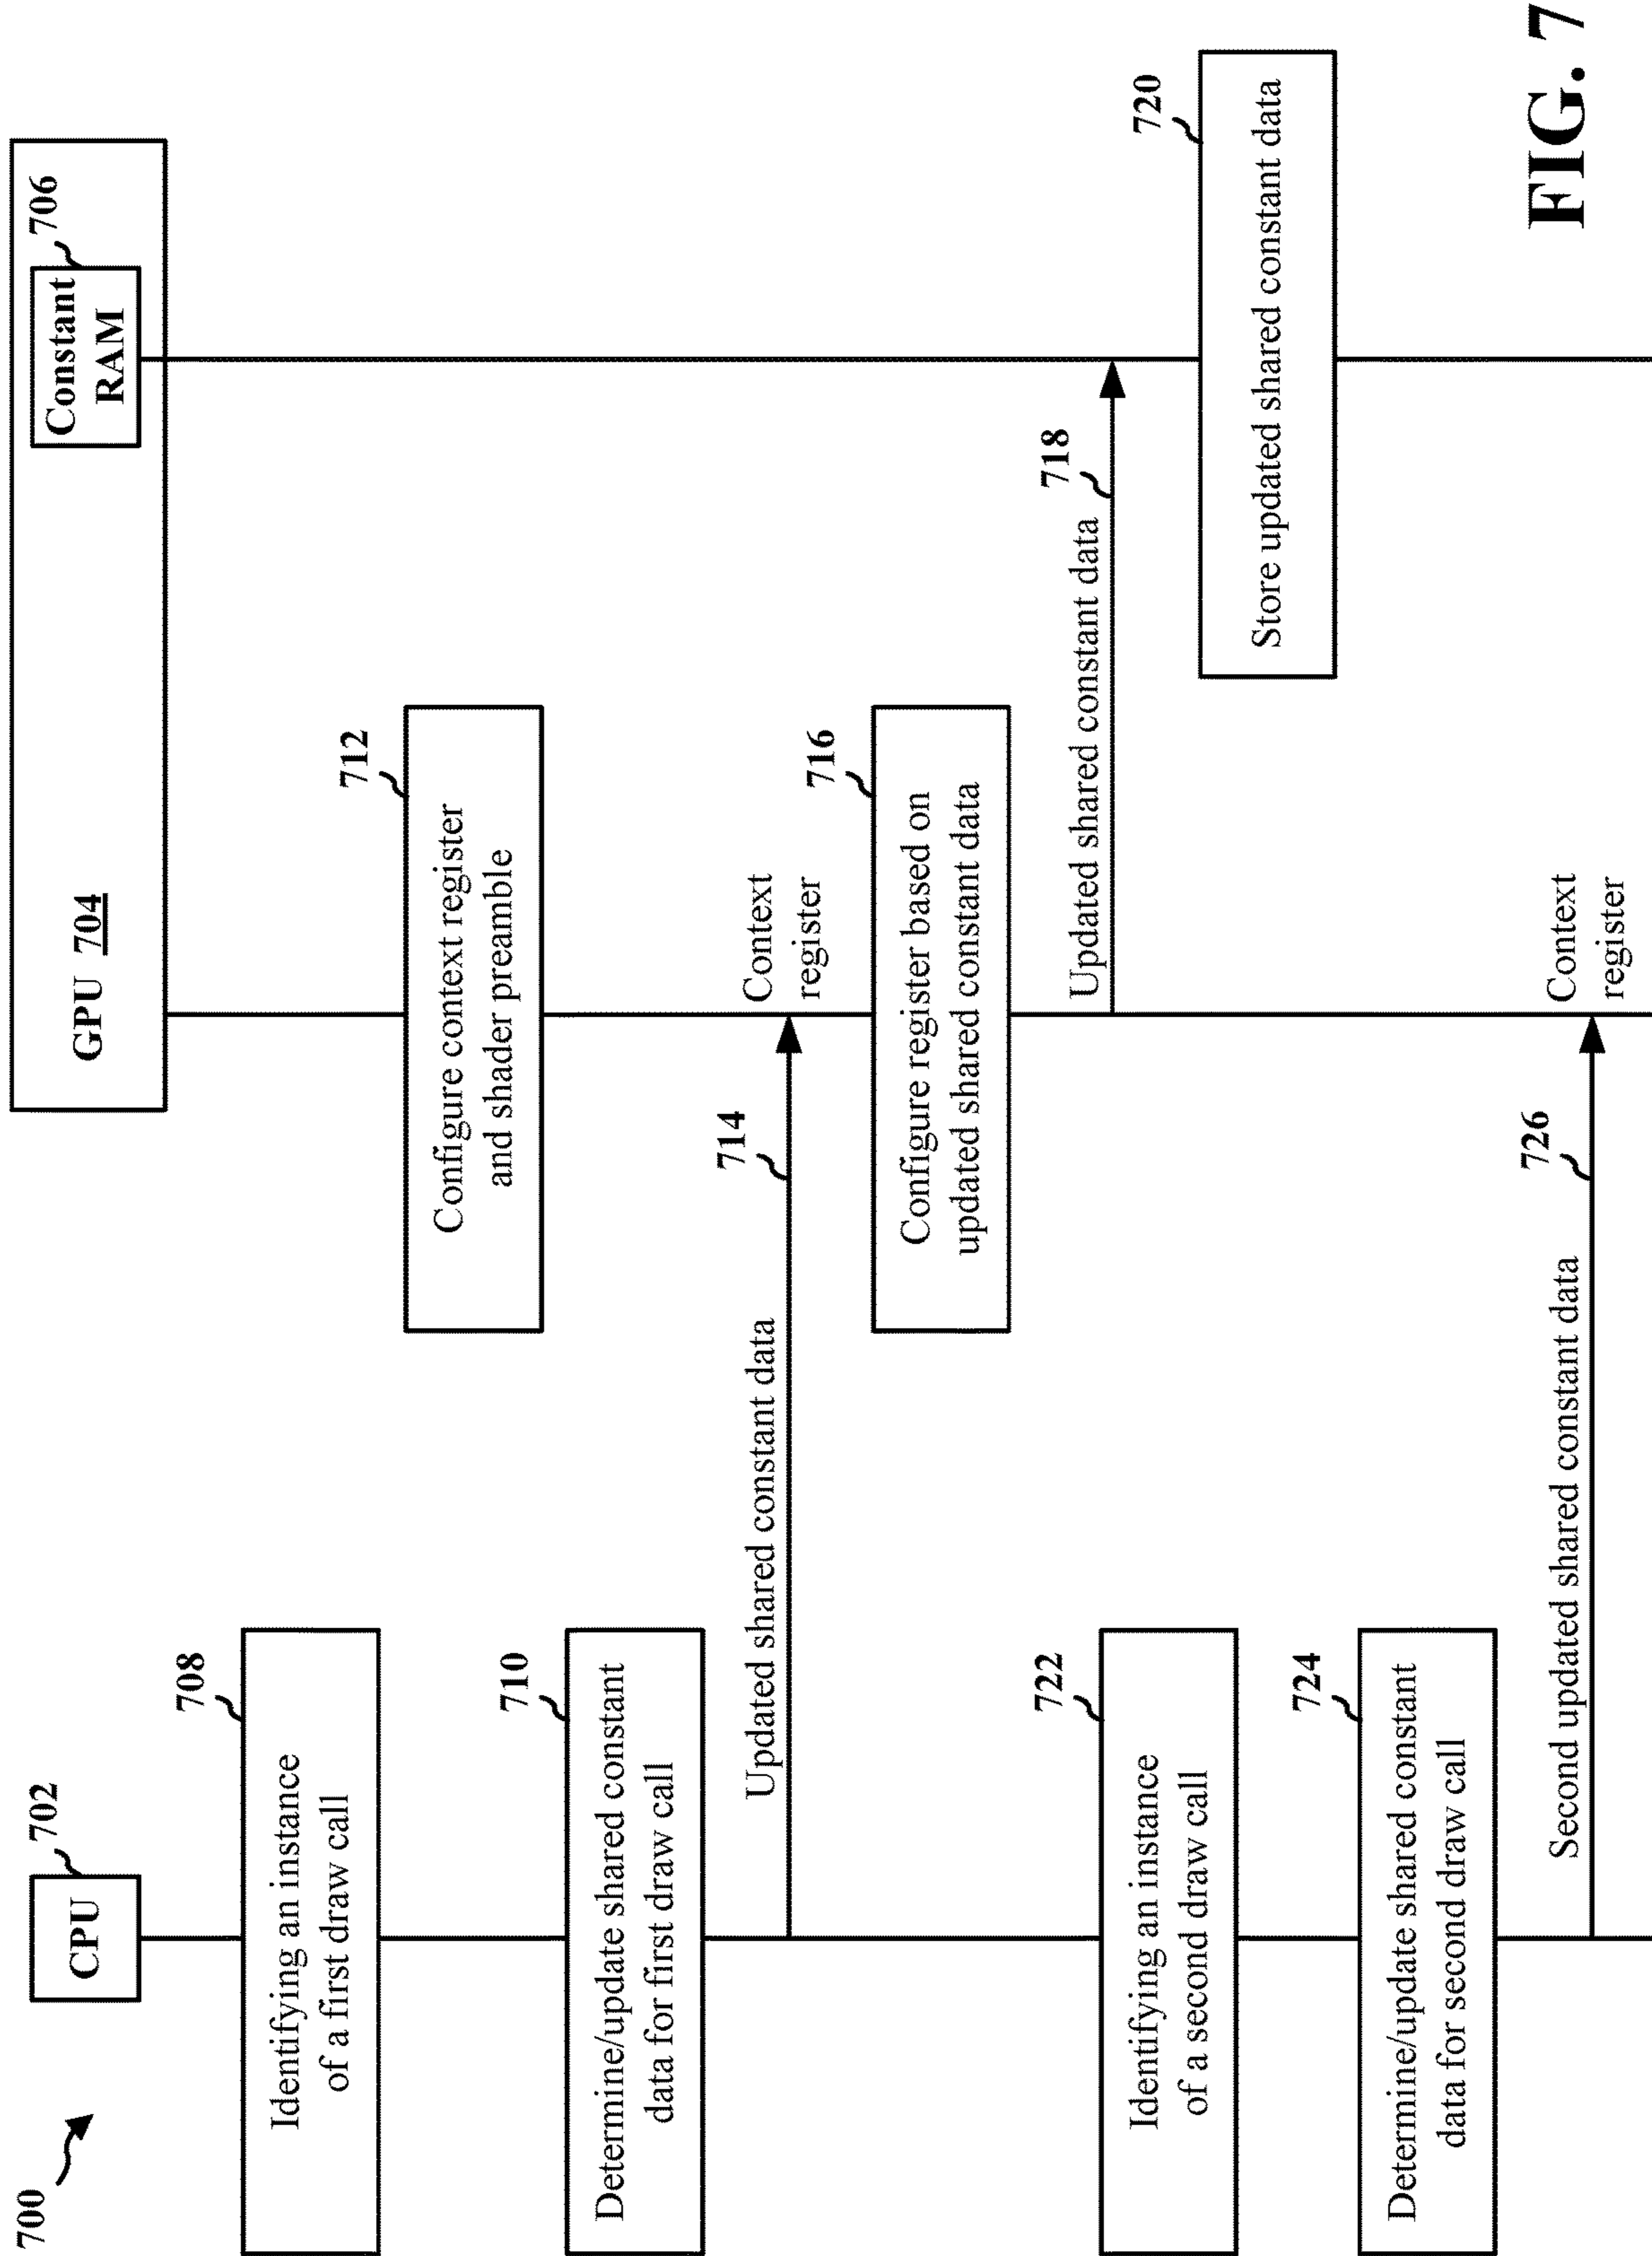 700
CPU
702
GPU 704
Constant
RAM
706
708
Identifying an instance
of a first draw call
712
Configure context register
and shader preamble
710
Determine/update shared constant
data for first draw call
Updated shared constant data
714
Context
register
716
Configure register based on
updated shared constant data
Updated shared constant data
718
720
Store updated shared constant data
722
Identifying an instance
of a second draw call
724
Determine/update shared constant
data for second draw call
Second updated shared constant data
726
Context
register
FIG. 7